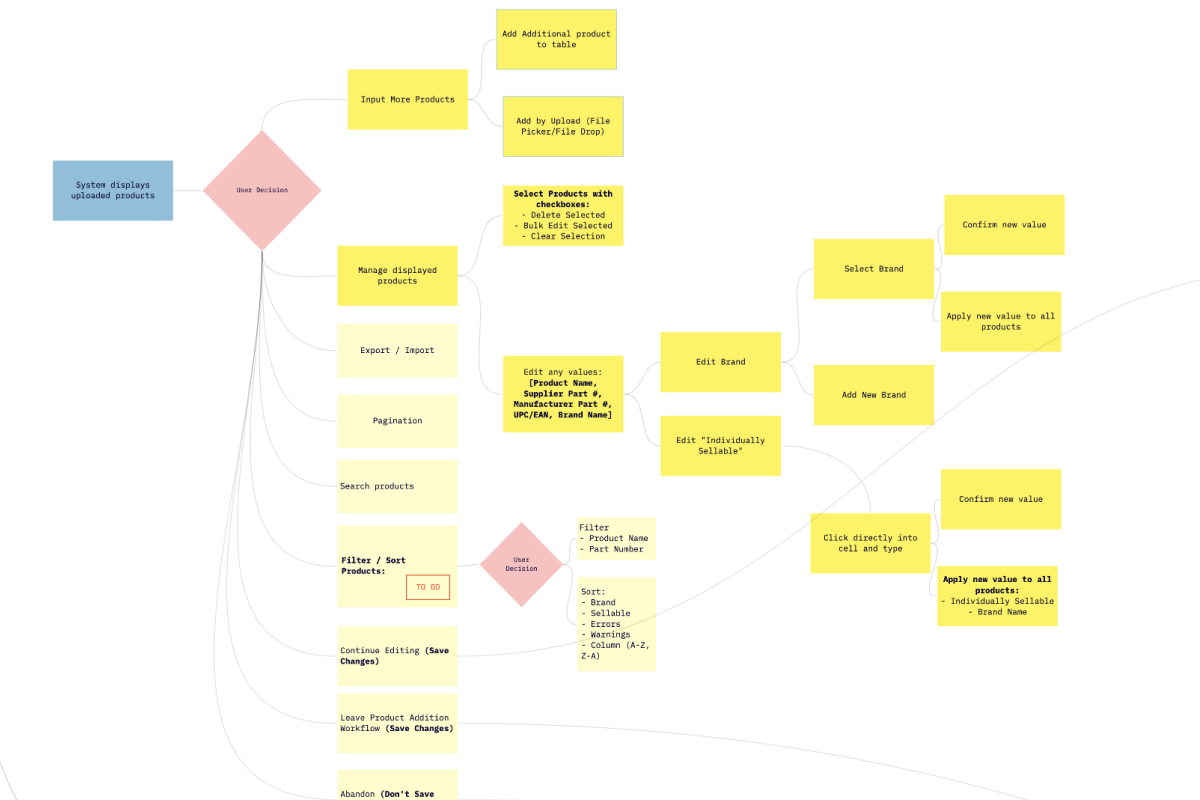 Add Additional product
to table
Input More Products
Add by Upload (File
Picker/File Drop)
System displays
uploaded products
User Decision
Select Products with
checkboxes:
- Delete Selected
- Bulk Edit Selected
- Clear Selection
Manage displayed
products
Export / Import
Pagination
Search products
Filter / Sort
Products:
TO 0D
Continue Editing (Save
Changes)
Leave Product Addition
Workflow (Save Changes)
Abandon (Don't Save
Edit any values:
[Product Name,
Supplier Part #,
Manufacturer Part #,
UPC/EAN, Brand Name]
Edit Brand
Edit "Individually
Sellable"
Select Brand
Add New Brand
Confirm new value
Apply new value to all
products
Click directly into
cell and type
Confirm new value
Apply new value to all
products:
- Individually Sellable
- Brand Name
User
Decision
Filter
- Product Name
- Part Number
Sort:
- Brand
- Sellable
- Errors
- Warnings
- Column (A-Z,
Z-A)